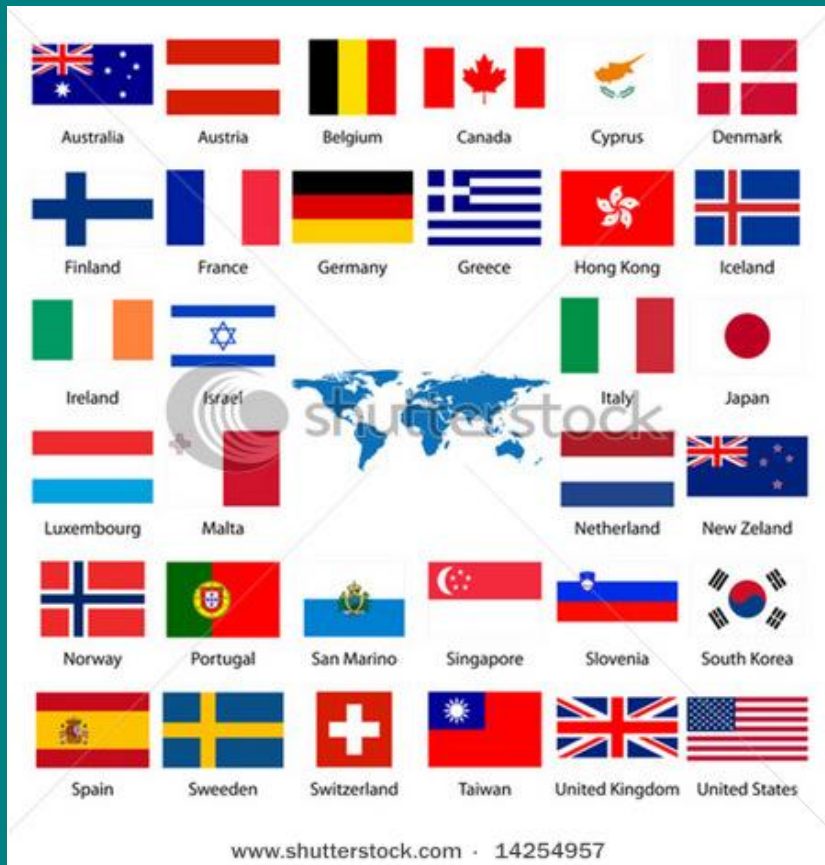 Australia Austria Belgium Canada Cyprus Denmark
Finland France Germany Greece Hong Kong Iceland
Ireland Israel Italy Japan
shutterstock
Luxembourg Malta Netherland New Zeland
Norway Portugal San Marino Singapore Slovenia South Korea
Spain Sweeden Switzerland Taiwan United Kingdom United States
www.shutterstock.com · 14254957